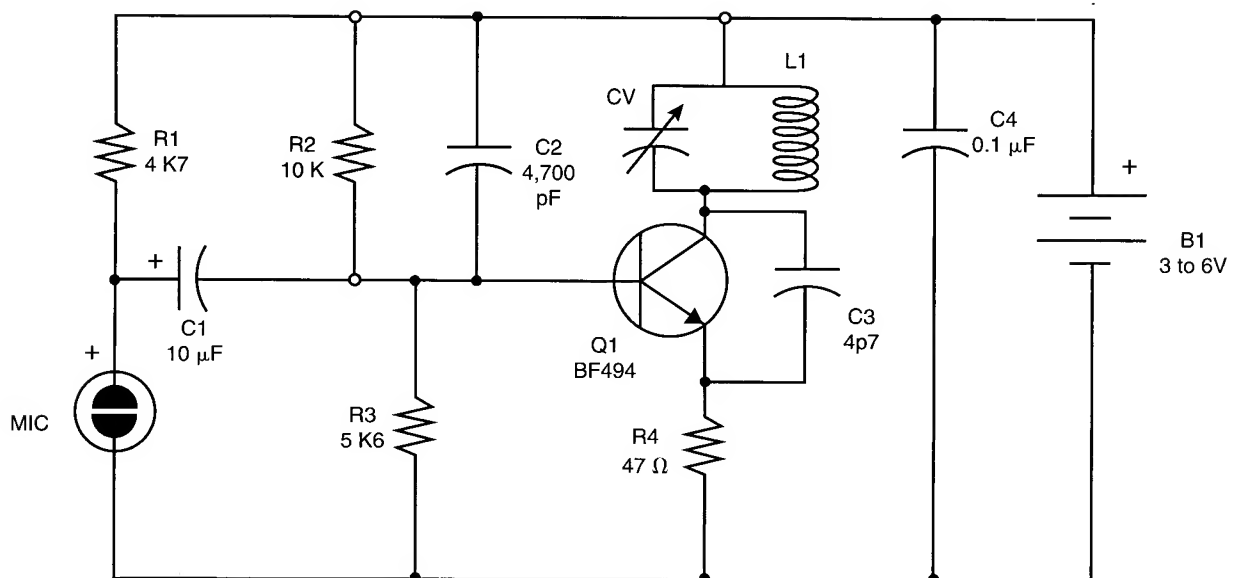 L1
CV
R1
4 K7
R2
10 K
C2
4,700
pF
C4
0.1 μF
+
B1
3 to 6V
+
C1
10 μF
+
MIC
Q1
BF494
C3
4p7
R3
5 K6
R4
47 Ω